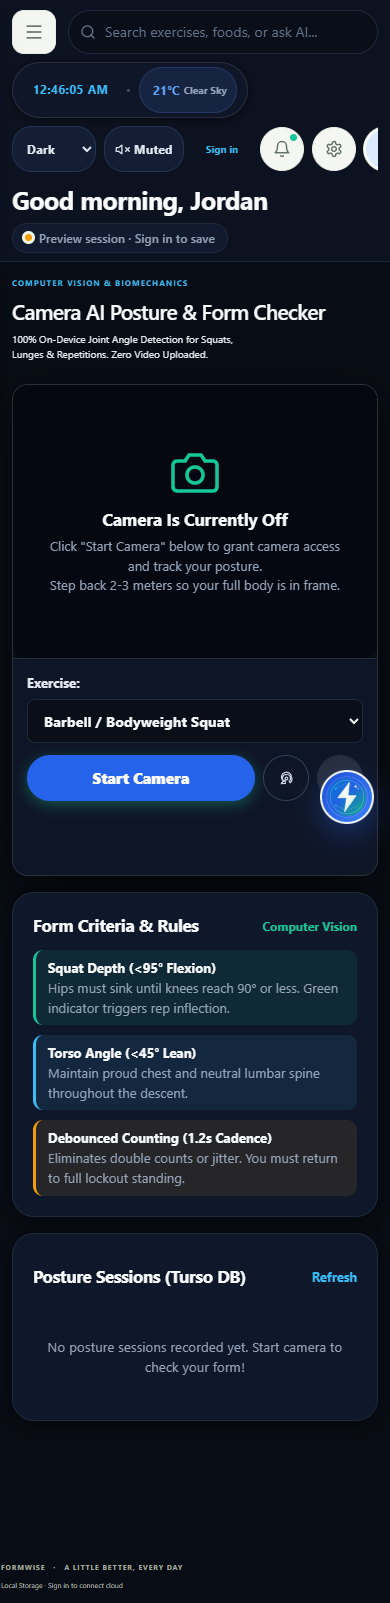 Search exercises, foods, or ask AI...
12:46:05 AM • 21°C Clear Sky
Dark Muted Sign in
Good morning, Jordan
Preview session · Sign in to save
COMPUTER VISION & BIOMECHANICS
Camera AI Posture & Form Checker
100% On-Device Joint Angle Detection for Squats,
Lunges & Repetitions. Zero Video Uploaded.
Camera Is Currently Off
Click "Start Camera" below to grant camera access
and track your posture.
Step back 2-3 meters so your full body is in frame.
Exercise:
Barbell / Bodyweight Squat
Start Camera
Form Criteria & Rules Computer Vision
Squat Depth (<95° Flexion)
Hips must sink until knees reach 90° or less. Green
indicator triggers rep inflection.
Torso Angle (<45° Lean)
Maintain proud chest and neutral lumbar spine
throughout the descent.
Debounced Counting (1.2s Cadence)
Eliminates double counts or jitter. You must return
to full lockout standing.
Posture Sessions (Turso DB) Refresh
No posture sessions recorded yet. Start camera to
check your form!
FORMWISE · A LITTLE BETTER, EVERY DAY
Local Storage · Sign in to connect cloud